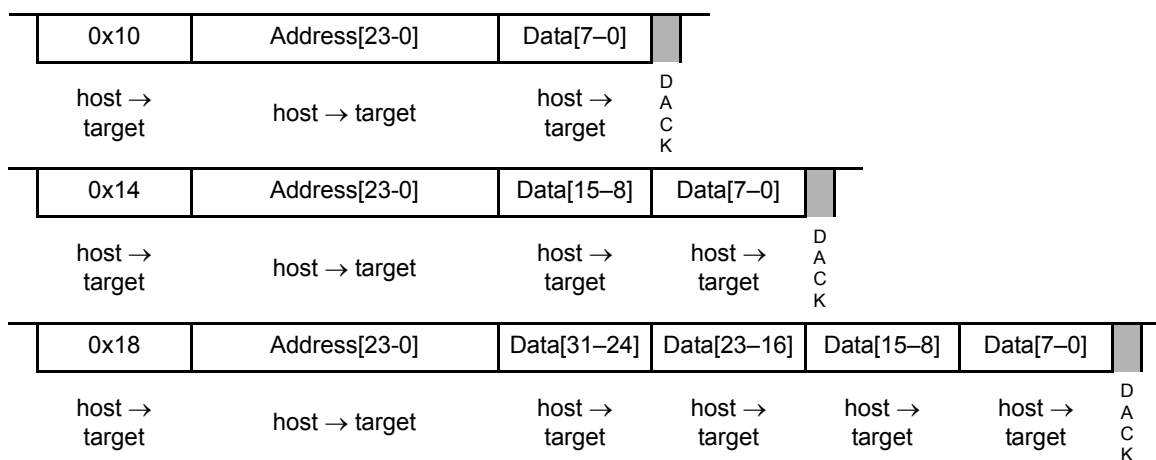 0x10 Address[23-0] Data[7–0]
host → target host → target host → target D A C K
0x14 Address[23-0] Data[15–8] Data[7–0]
host → target host → target host → target host → target D A C K
0x18 Address[23-0] Data[31–24] Data[23–16] Data[15–8] Data[7–0]
host → target host → target host → target host → target host → target host → target D A C K